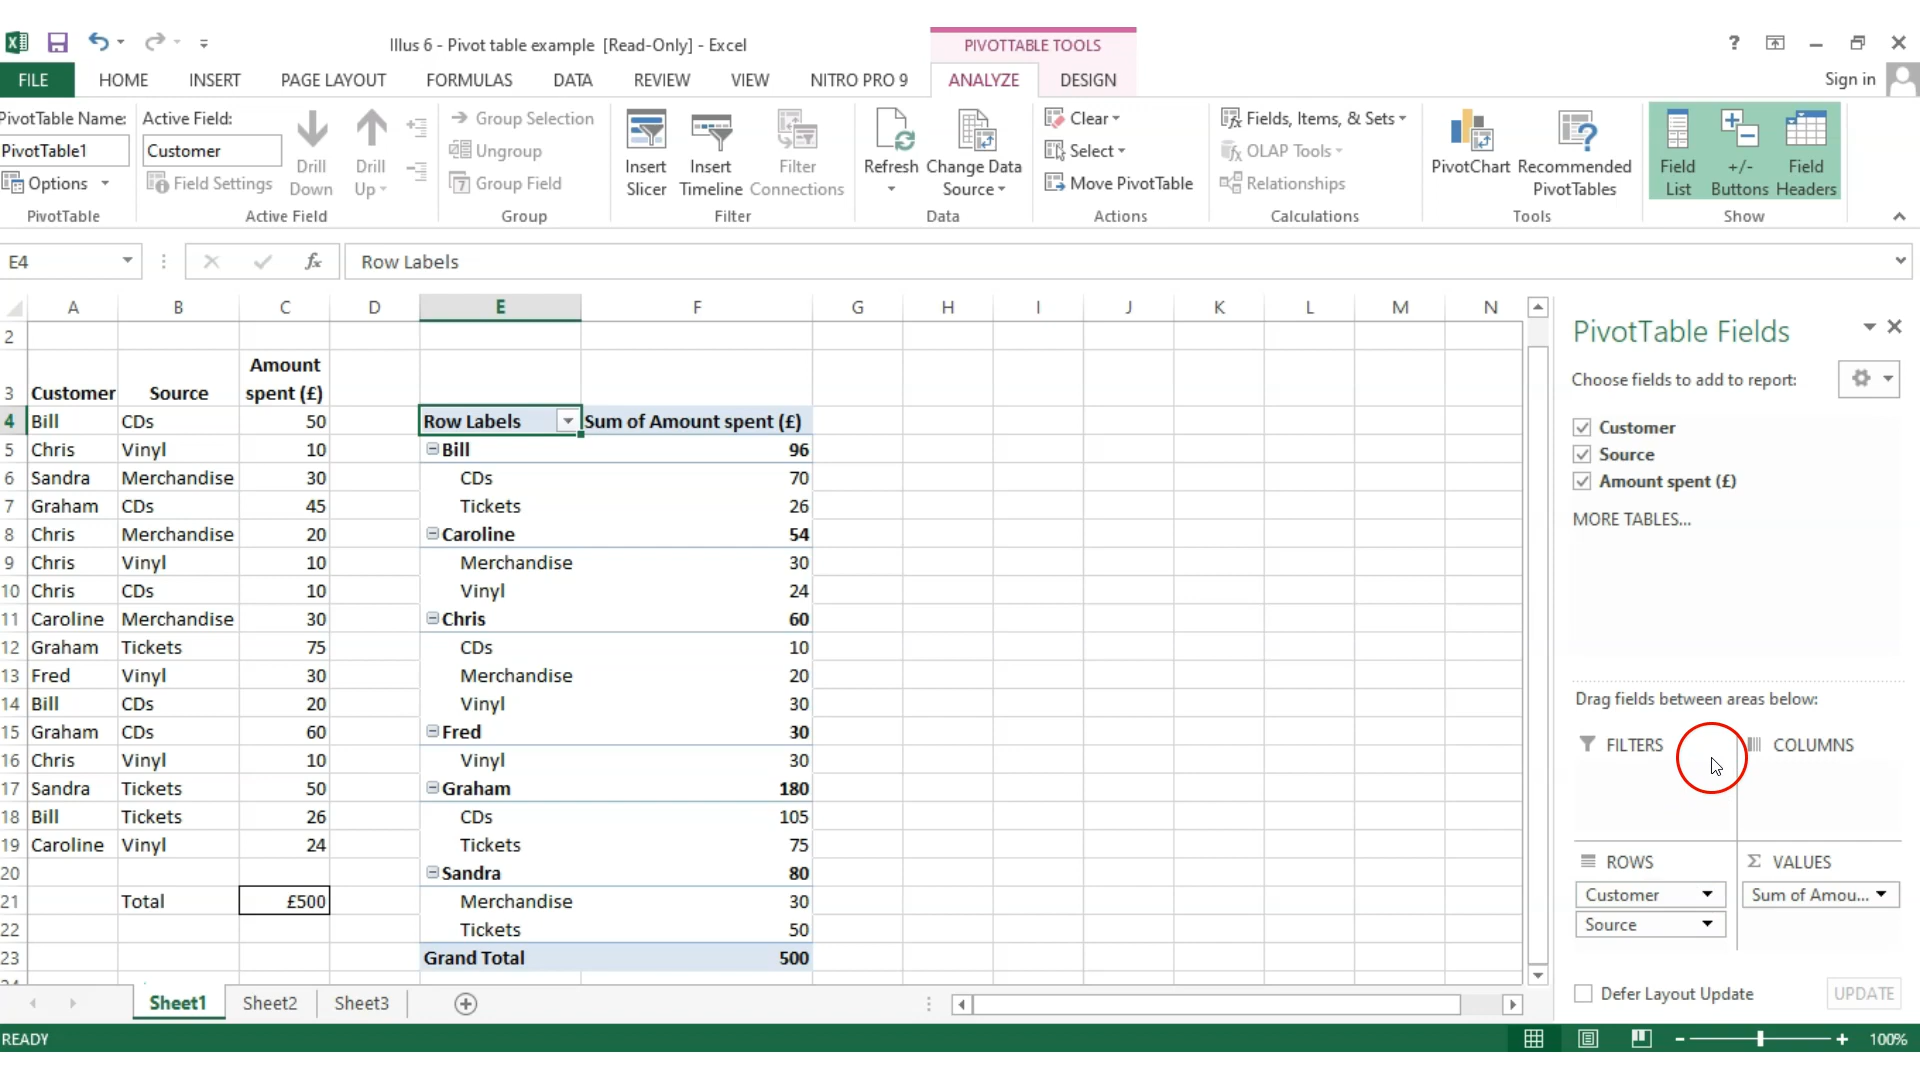 Illus 6 - Pivot table example [Read-Only] - Excel
PIVOTTABLE TOOLS
?
FILE HOME INSERT PAGE LAYOUT FORMULAS DATA REVIEW VIEW NITRO PRO 9 ANALYZE DESIGN Sign in
PivotTable Name:
PivotTable1
Options
PivotTable
Active Field:
Customer
Field Settings
Drill Down
Drill Up
Active Field
Group Selection
Ungroup
Group Field
Group
Insert Slicer
Insert Timeline
Filter Connections
Filter
Refresh
Change Data Source
Data
Clear
Select
Move PivotTable
Actions
Fields, Items, & Sets
OLAP Tools
Relationships
Calculations
PivotChart
Recommended PivotTables
Tools
Field List
+/- Buttons
Field Headers
Show
E4 fx Row Labels
A B C D E F G H I J K L M N
2
Amount
3 Customer Source spent (£)
4 Bill CDs 50 Row Labels Sum of Amount spent (£)
5 Chris Vinyl 10 Bill 96
6 Sandra Merchandise 30 CDs 70
7 Graham CDs 45 Tickets 26
8 Chris Merchandise 20 Caroline 54
9 Chris Vinyl 10 Merchandise 30
10 Chris CDs 10 Vinyl 24
11 Caroline Merchandise 30 Chris 60
12 Graham Tickets 75 CDs 10
13 Fred Vinyl 30 Merchandise 20
14 Bill CDs 20 Vinyl 30
15 Graham CDs 60 Fred 30
16 Chris Vinyl 10 Vinyl 30
17 Sandra Tickets 50 Graham 180
18 Bill Tickets 26 CDs 105
19 Caroline Vinyl 24 Tickets 75
20 Sandra 80
21 Total £500 Merchandise 30
22 Tickets 50
23 Grand Total 500
PivotTable Fields
Choose fields to add to report:
Customer
Source
Amount spent (£)
MORE TABLES...
Drag fields between areas below:
FILTERS COLUMNS
ROWS Σ VALUES
Customer Sum of Amou...
Source
Defer Layout Update UPDATE
Sheet1 Sheet2 Sheet3
READY 100%